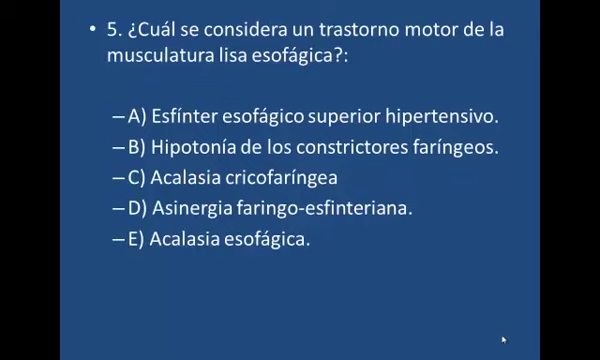 • 5. ¿Cuál se considera un trastorno motor de la
musculatura lisa esofágica?:
– A) Esfínter esofágico superior hipertensivo.
– B) Hipotonía de los constrictores faríngeos.
– C) Acalasia cricofaríngea
– D) Asinergia faringo-esfinteriana.
– E) Acalasia esofágica.